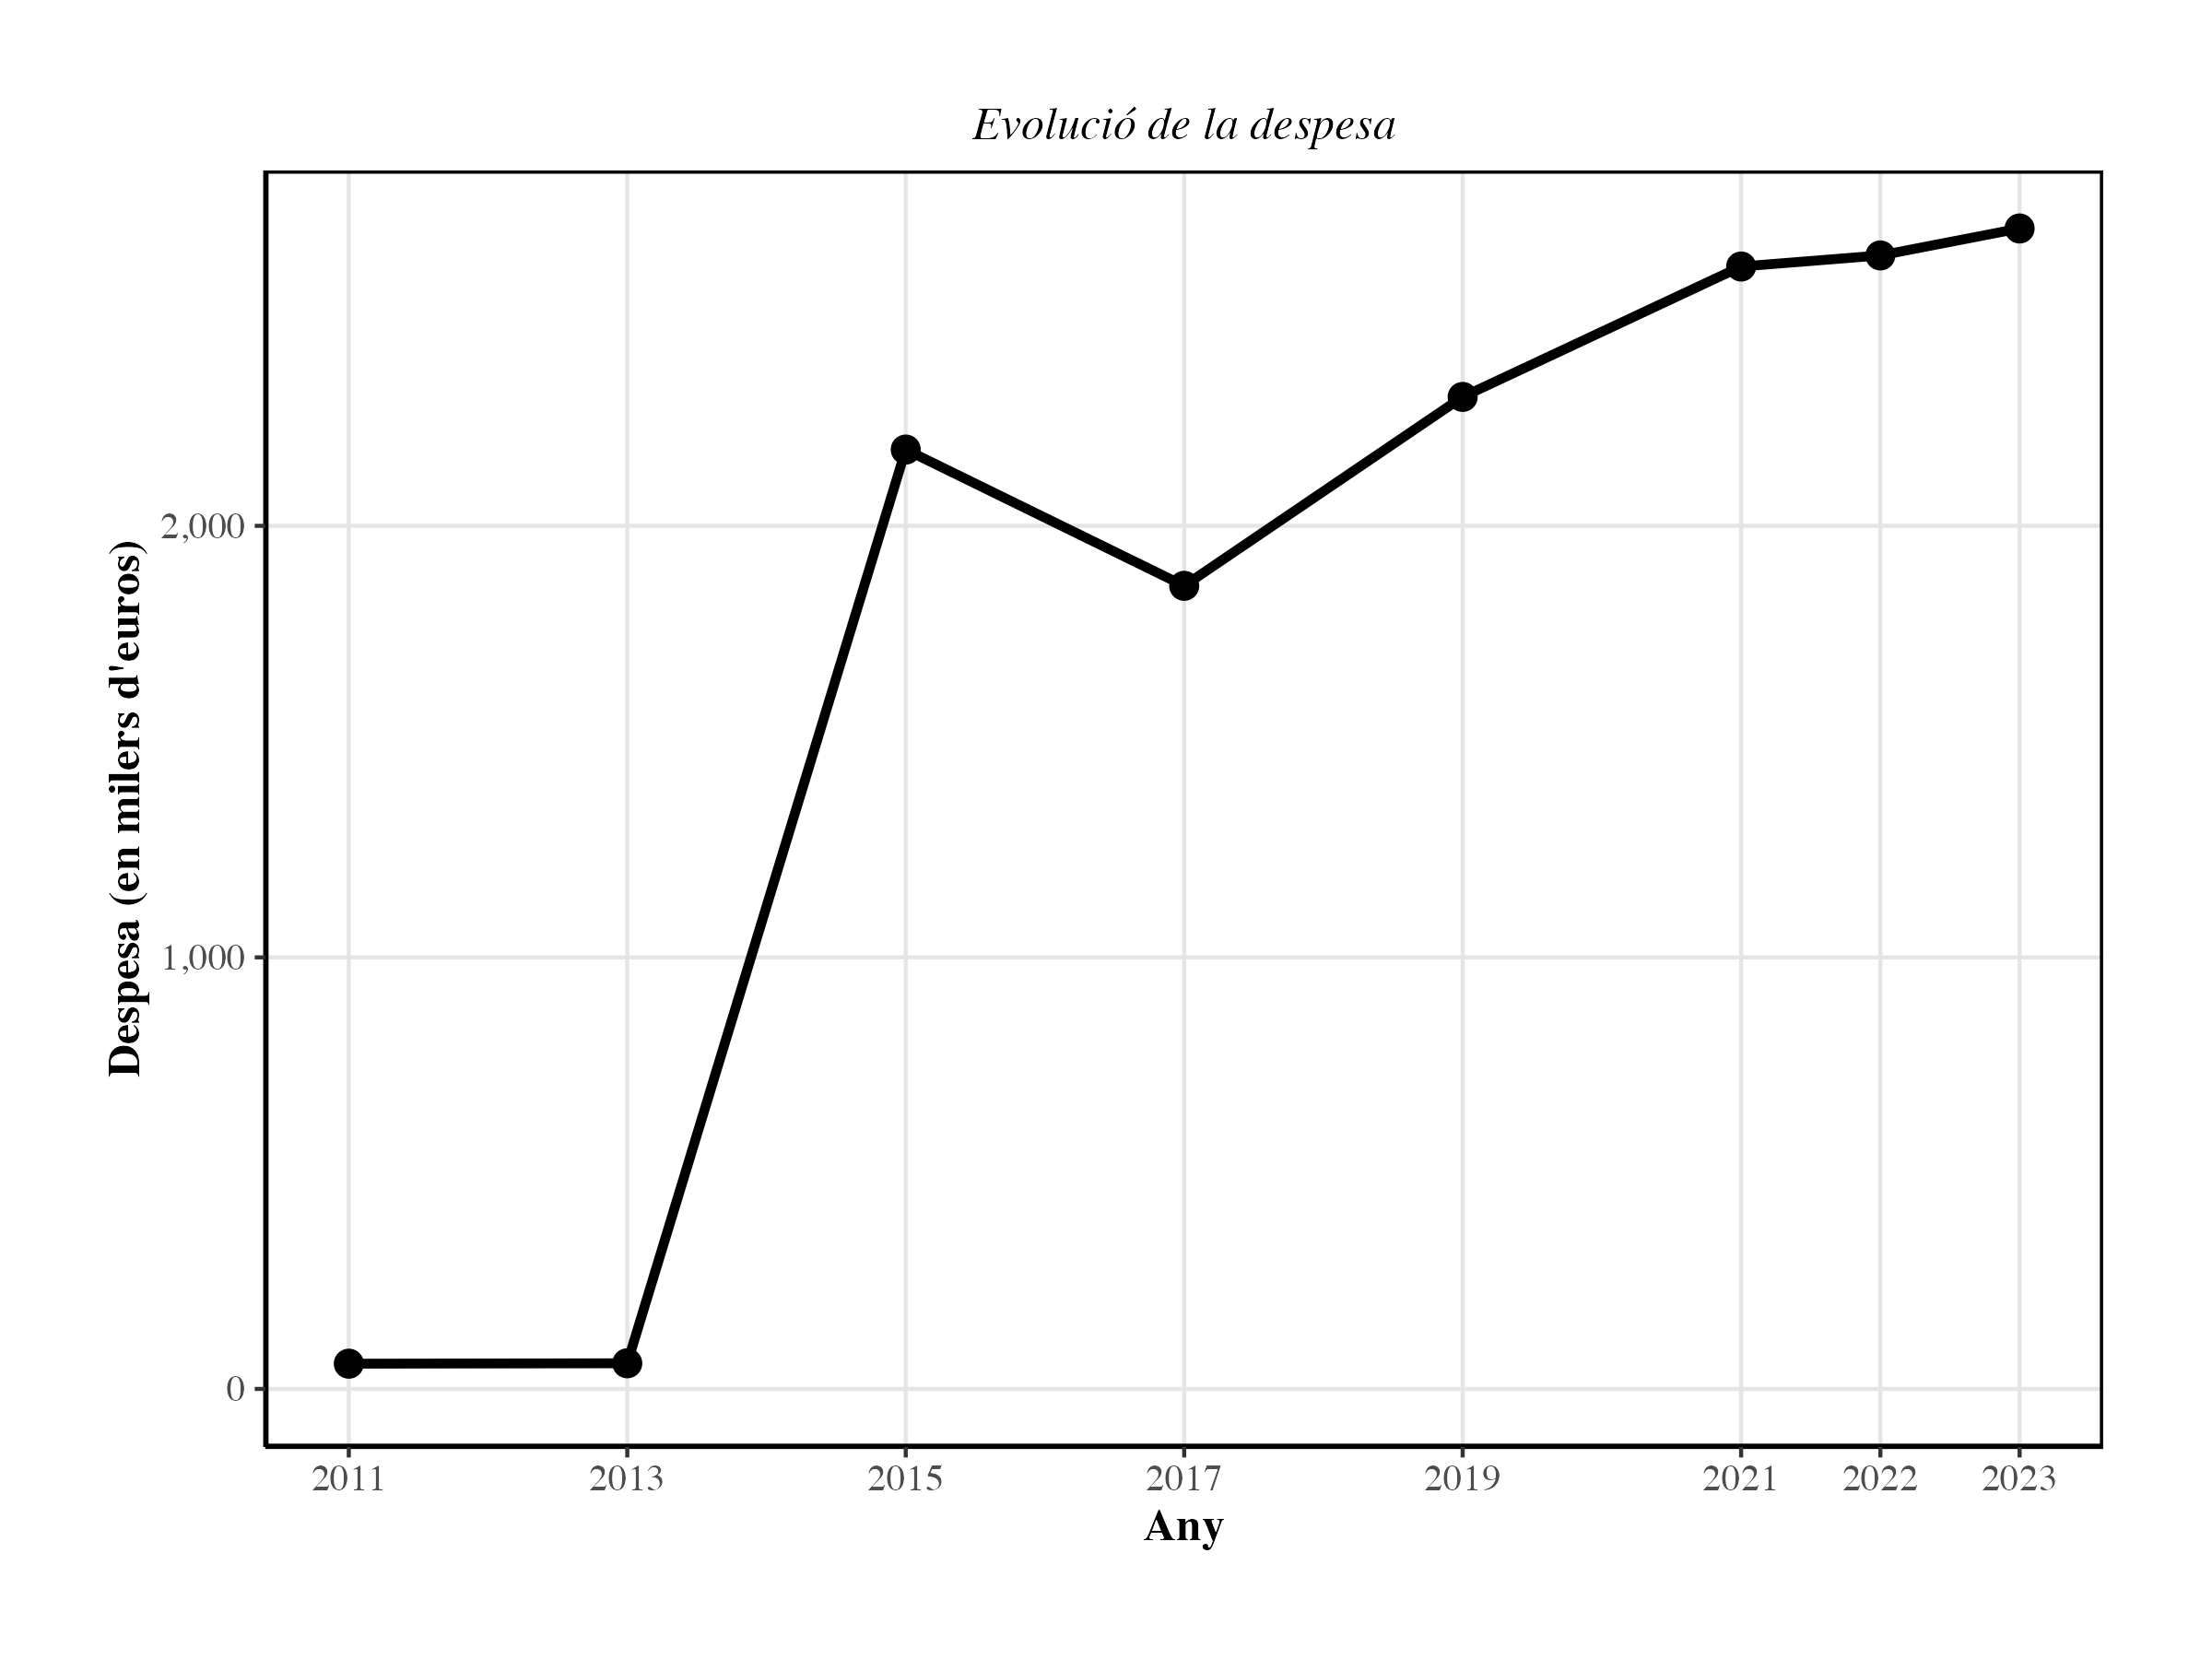 Evolució de la despesa
Despesa (en milers d'euros)
2,000
1,000
0
2011 2013 2015 2017 2019 2021 2022 2023
Any